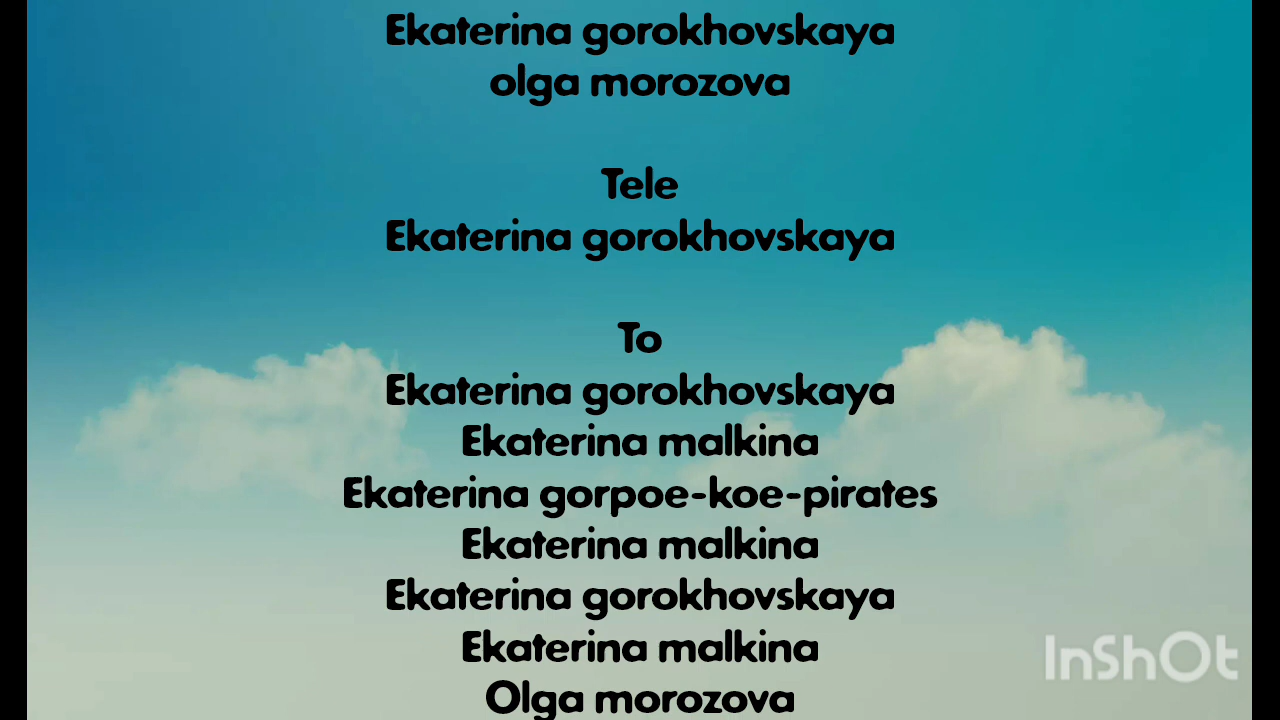 Ekaterina gorokhovskaya
olga morozova
Tele
Ekaterina gorokhovskaya
To
Ekaterina gorokhovskaya
Ekaterina malkina
Ekaterina gorpoe-koe-pirates
Ekaterina malkina
Ekaterina gorokhovskaya
Ekaterina malkina
Olga morozova
InShOt